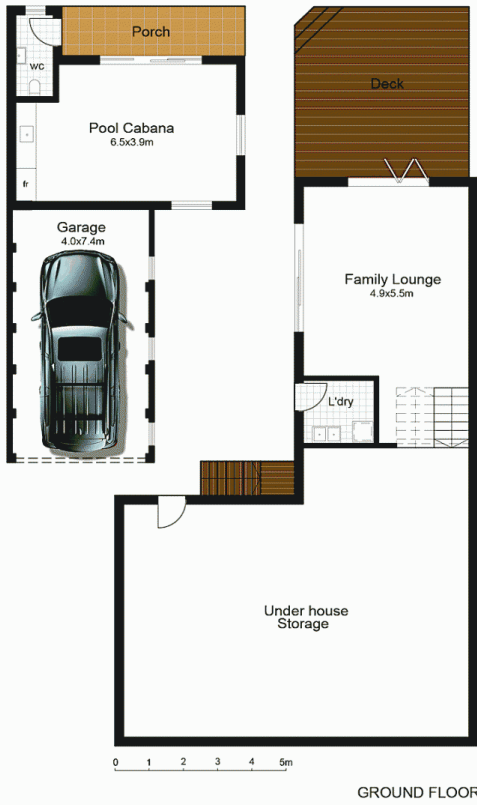 Porch
WC
Deck
Pool Cabana
6.5x3.9m
fr
Garage
4.0x7.4m
Family Lounge
4.9x5.5m
L'dry
Under house
Storage
0 1 2 3 4 5m
GROUND FLOOR